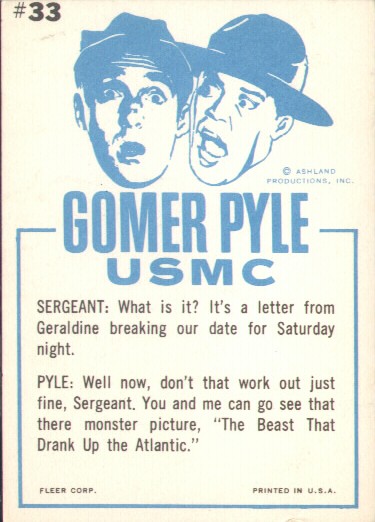 #33
© ASHLAND
PRODUCTIONS, INC.
GOMER PYLE
USMC
SERGEANT: What is it? It's a letter from
Geraldine breaking our date for Saturday
night.
PYLE: Well now, don't that work out just
fine, Sergeant. You and me can go see that
there monster picture, "The Beast That
Drank Up the Atlantic."
FLEER CORP. PRINTED IN U.S.A.